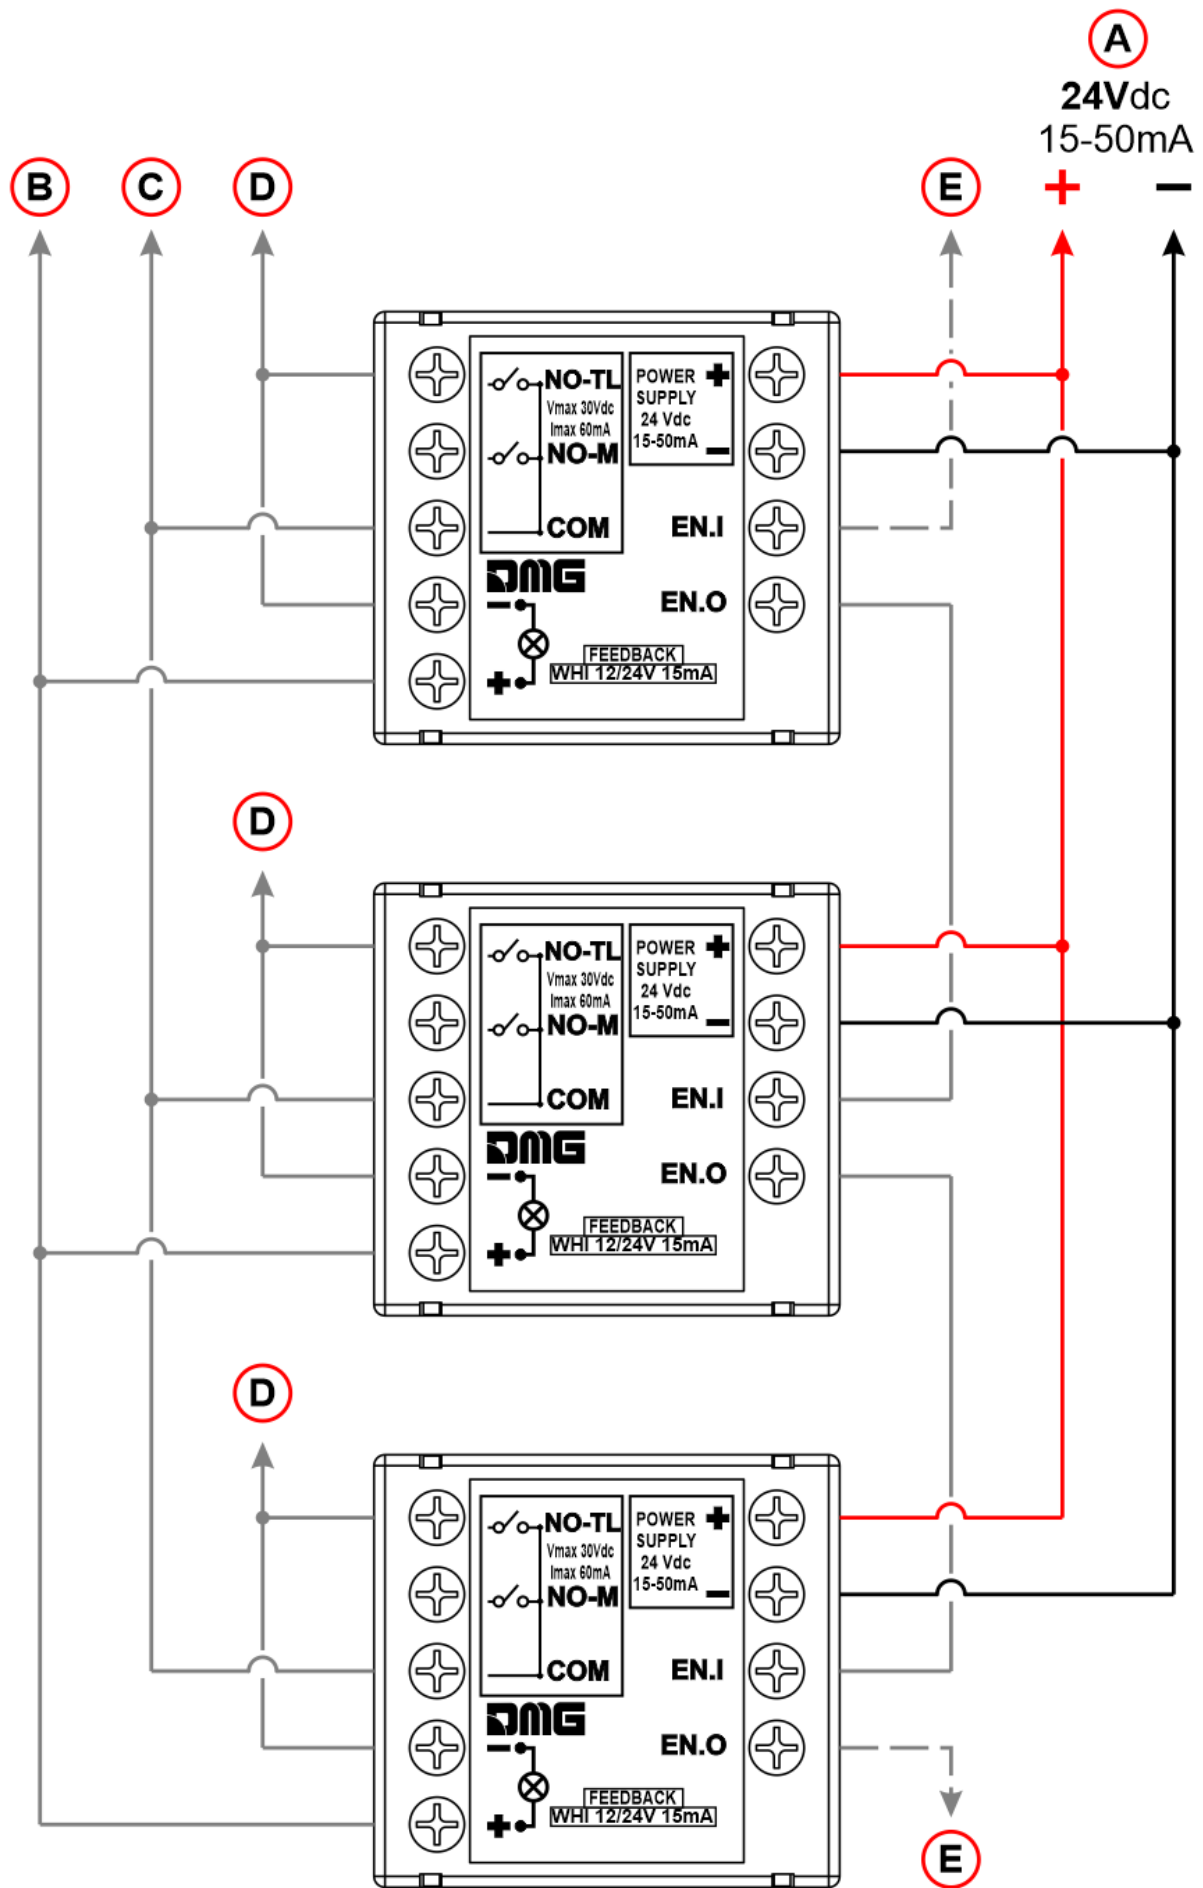 A
24Vdc
15-50mA
B C D E + −
NO-TL
Vmax 30Vdc
Imax 60mA
NO-M
COM
POWER +
SUPPLY
24 Vdc
15-50mA −
EN.I
DMG
EN.O
−
FEEDBACK
+ WHI 12/24V 15mA
D
NO-TL
Vmax 30Vdc
Imax 60mA
NO-M
COM
POWER +
SUPPLY
24 Vdc
15-50mA −
EN.I
DMG
EN.O
−
FEEDBACK
+ WHI 12/24V 15mA
D
NO-TL
Vmax 30Vdc
Imax 60mA
NO-M
COM
POWER +
SUPPLY
24 Vdc
15-50mA −
EN.I
DMG
EN.O
−
FEEDBACK
+ WHI 12/24V 15mA
E